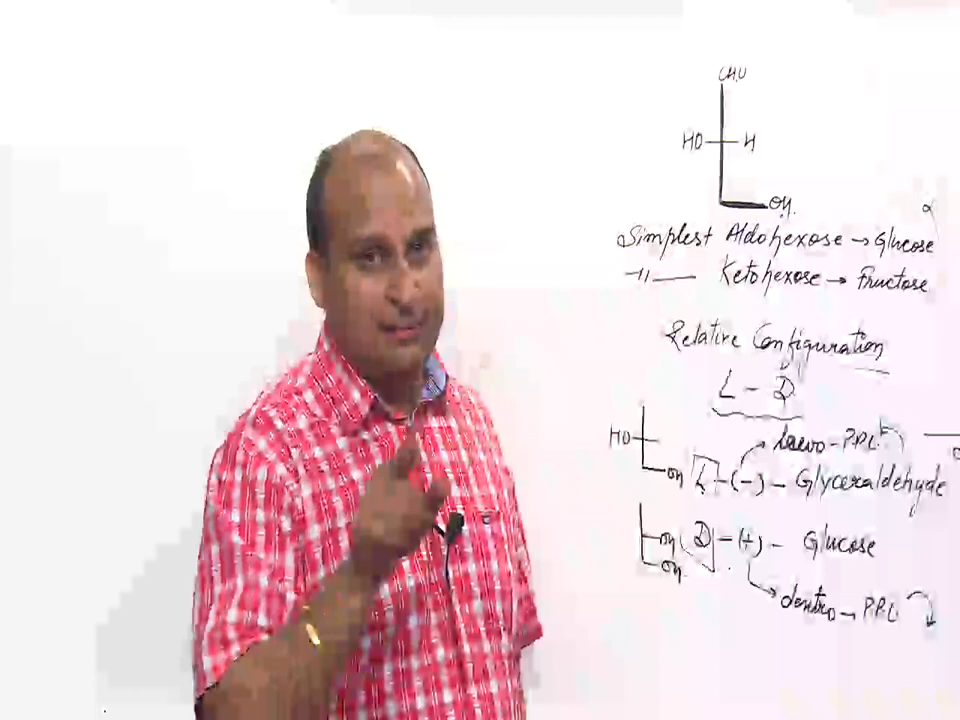 CHO
HO H
OH
α
Simplest Aldohexose → Glucose
-11- Ketohexose → Fructose
Relative Configuration
L - D
HO OH L - (-) - Glyceraldehyde
laevo - PPL
OH OH D - (+) - Glucose
dextro → PPL